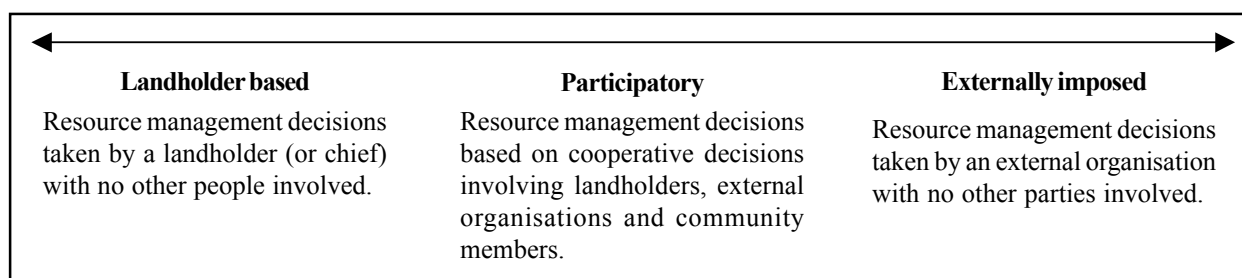 Landholder based
Resource management decisions
taken by a landholder (or chief)
with no other people involved.
Participatory
Resource management decisions
based on cooperative decisions
involving landholders, external
organisations and community
members.
Externally imposed
Resource management decisions
taken by an external organisation
with no other parties involved.